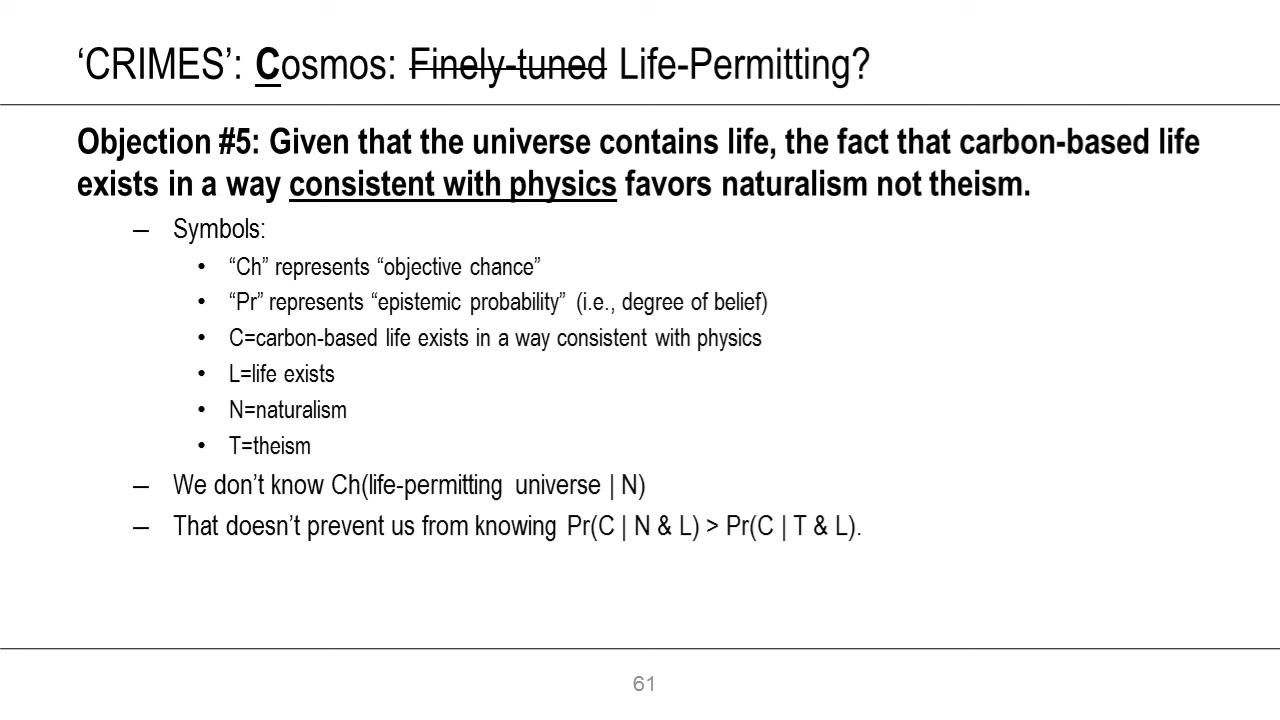 ‘CRIMES’: Cosmos: Finely-tuned Life-Permitting?
Objection #5: Given that the universe contains life, the fact that carbon-based life
exists in a way consistent with physics favors naturalism not theism.
– Symbols:
• “Ch” represents “objective chance”
• “Pr” represents “epistemic probability” (i.e., degree of belief)
• C=carbon-based life exists in a way consistent with physics
• L=life exists
• N=naturalism
• T=theism
– We don’t know Ch(life-permitting universe | N)
– That doesn’t prevent us from knowing Pr(C | N & L) > Pr(C | T & L).
61